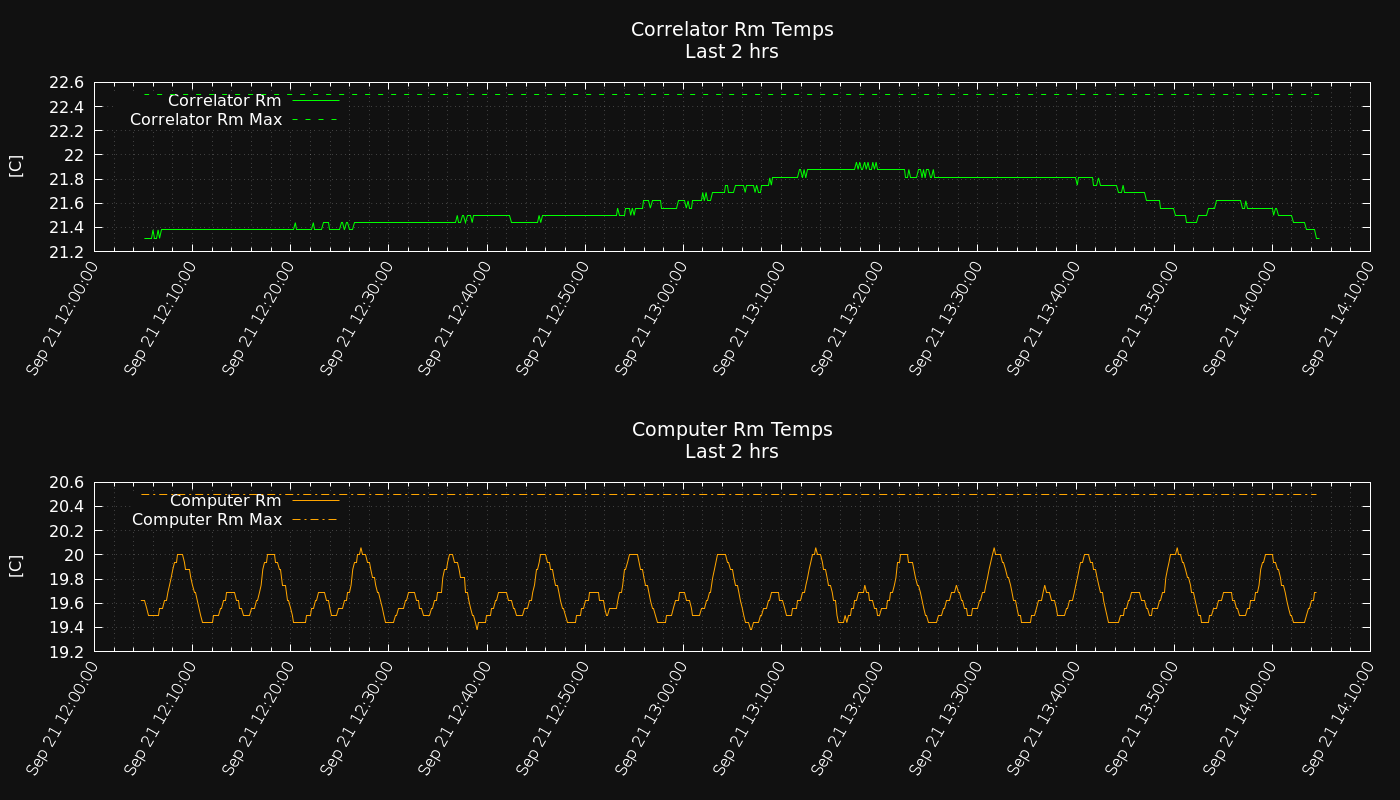 Correlator Rm Temps
Last 2 hrs
22.6
22.4
22.2
22
21.8
21.6
21.4
21.2
[C]
Correlator Rm
Correlator Rm Max
Sep 21 12:00:00
Sep 21 12:10:00
Sep 21 12:20:00
Sep 21 12:30:00
Sep 21 12:40:00
Sep 21 12:50:00
Sep 21 13:00:00
Sep 21 13:10:00
Sep 21 13:20:00
Sep 21 13:30:00
Sep 21 13:40:00
Sep 21 13:50:00
Sep 21 14:00:00
Sep 21 14:10:00
Computer Rm Temps
Last 2 hrs
20.6
20.4
20.2
20
19.8
19.6
19.4
19.2
[C]
Computer Rm
Computer Rm Max
Sep 21 12:00:00
Sep 21 12:10:00
Sep 21 12:20:00
Sep 21 12:30:00
Sep 21 12:40:00
Sep 21 12:50:00
Sep 21 13:00:00
Sep 21 13:10:00
Sep 21 13:20:00
Sep 21 13:30:00
Sep 21 13:40:00
Sep 21 13:50:00
Sep 21 14:00:00
Sep 21 14:10:00